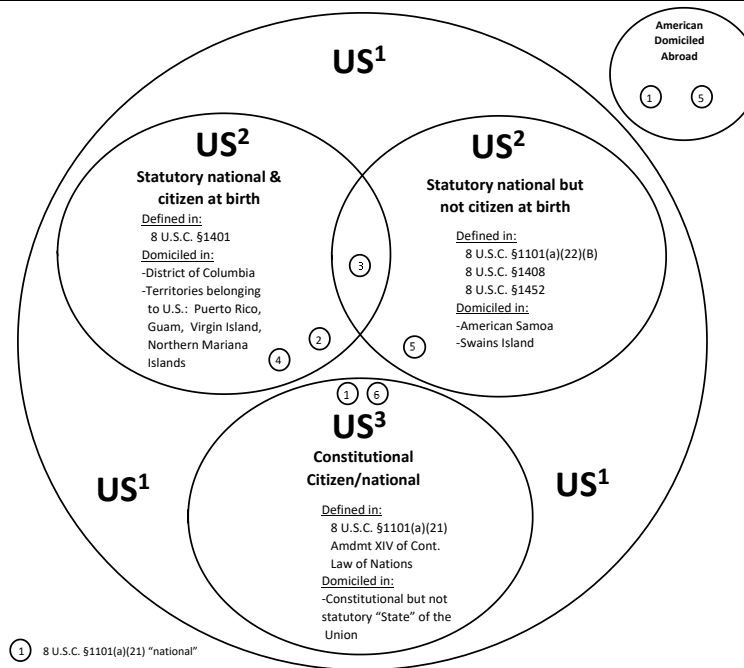 US1
American
Domiciled
Abroad
1 5
US2
Statutory national &
citizen at birth
Defined in:
8 U.S.C. §1401
Domiciled in:
-District of Columbia
-Territories belonging
to U.S.: Puerto Rico,
Guam, Virgin Island,
Northern Mariana
Islands
2
4
3
US2
Statutory national but
not citizen at birth
Defined in:
8 U.S.C. §1101(a)(22)(B)
8 U.S.C. §1408
8 U.S.C. §1452
Domiciled in:
-American Samoa
-Swains Island
5
1 6
US3
Constitutional
Citizen/national
Defined in:
8 U.S.C. §1101(a)(21)
Amdmt XIV of Cont.
Law of Nations
Domiciled in:
-Constitutional but not
statutory “State” of the
Union
US1
US1
1 8 U.S.C. §1101(a)(21) “national”